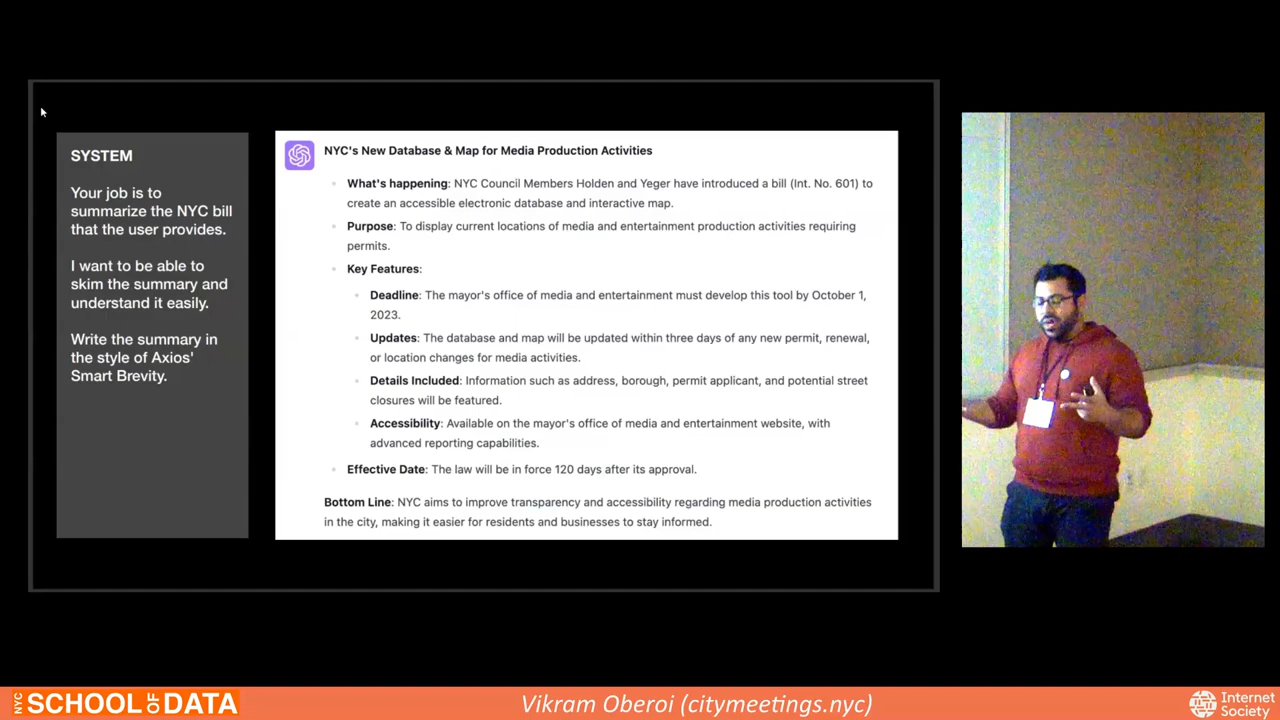 SYSTEM
Your job is to
summarize the NYC bill
that the user provides.
I want to be able to
skim the summary and
understand it easily.
Write the summary in
the style of Axios'
Smart Brevity.
NYC's New Database & Map for Media Production Activities
What's happening: NYC Council Members Holden and Yeger have introduced a bill (Int. No. 601) to
create an accessible electronic database and interactive map.
Purpose: To display current locations of media and entertainment production activities requiring
permits.
Key Features:
Deadline: The mayor's office of media and entertainment must develop this tool by October 1,
2023.
Updates: The database and map will be updated within three days of any new permit, renewal,
or location changes for media activities.
Details Included: Information such as address, borough, permit applicant, and potential street
closures will be featured.
Accessibility: Available on the mayor's office of media and entertainment website, with
advanced reporting capabilities.
Effective Date: The law will be in force 120 days after its approval.
Bottom Line: NYC aims to improve transparency and accessibility regarding media production activities
in the city, making it easier for residents and businesses to stay informed.
NYC SCHOOL OF DATA
Vikram Oberoi (citymeetings.nyc)
Internet
Society